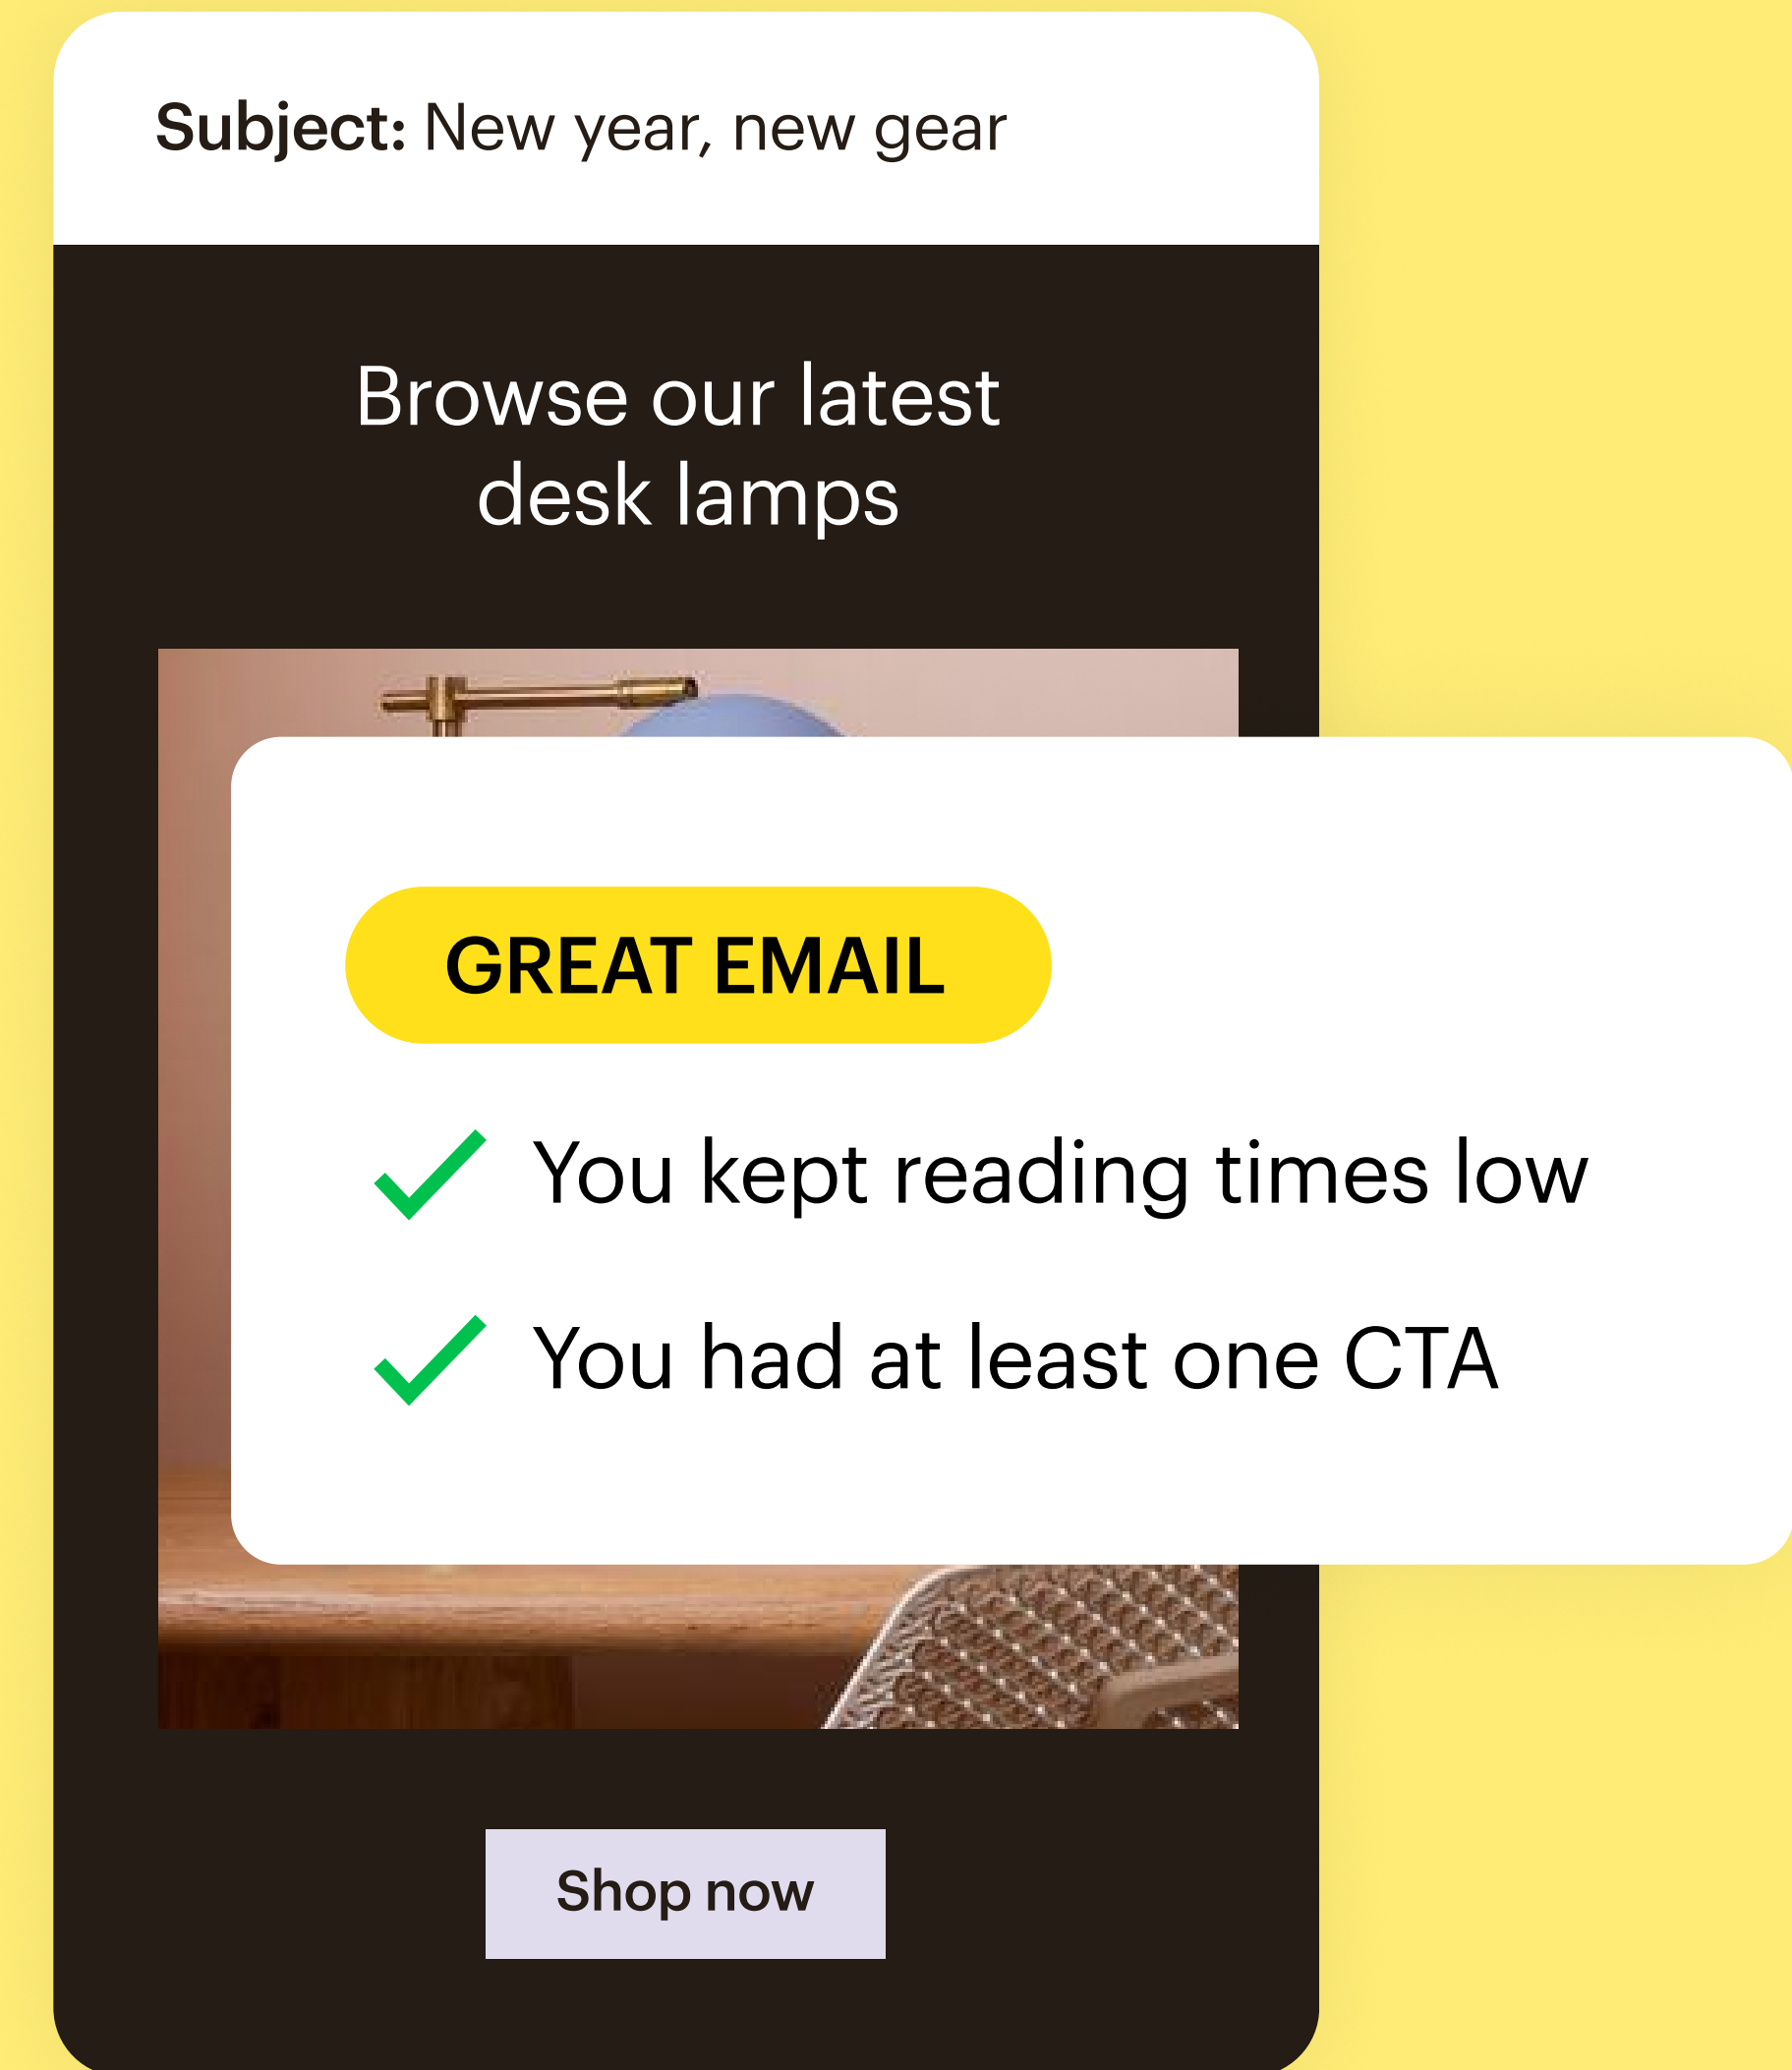 Subject: New year, new gear
Browse our latest
desk lamps
GREAT EMAIL
You kept reading times low
You had at least one CTA
Shop now